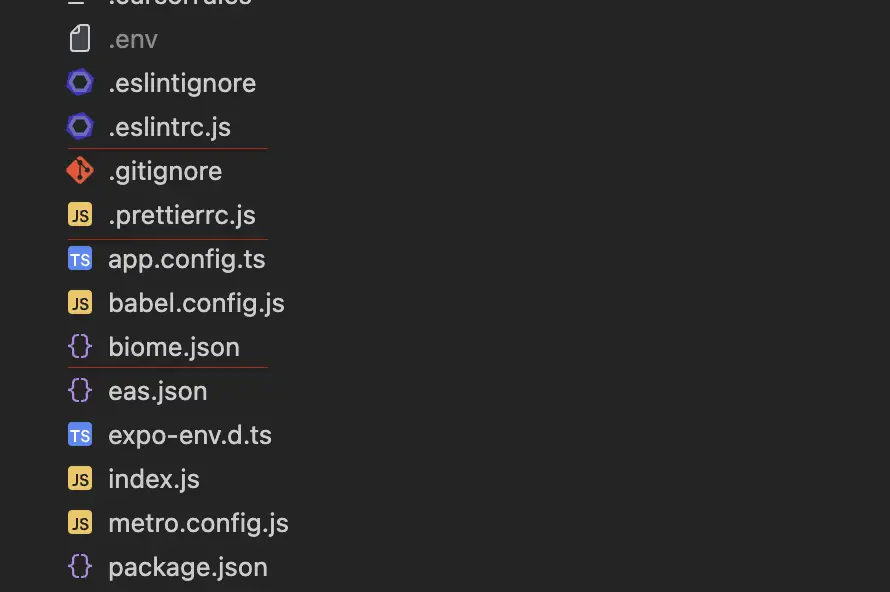 .cursorrules
.env
.eslintignore
.eslintrc.js
.gitignore
JS .prettierrc.js
TS app.config.ts
JS babel.config.js
{} biome.json
{} eas.json
TS expo-env.d.ts
JS index.js
JS metro.config.js
{} package.json